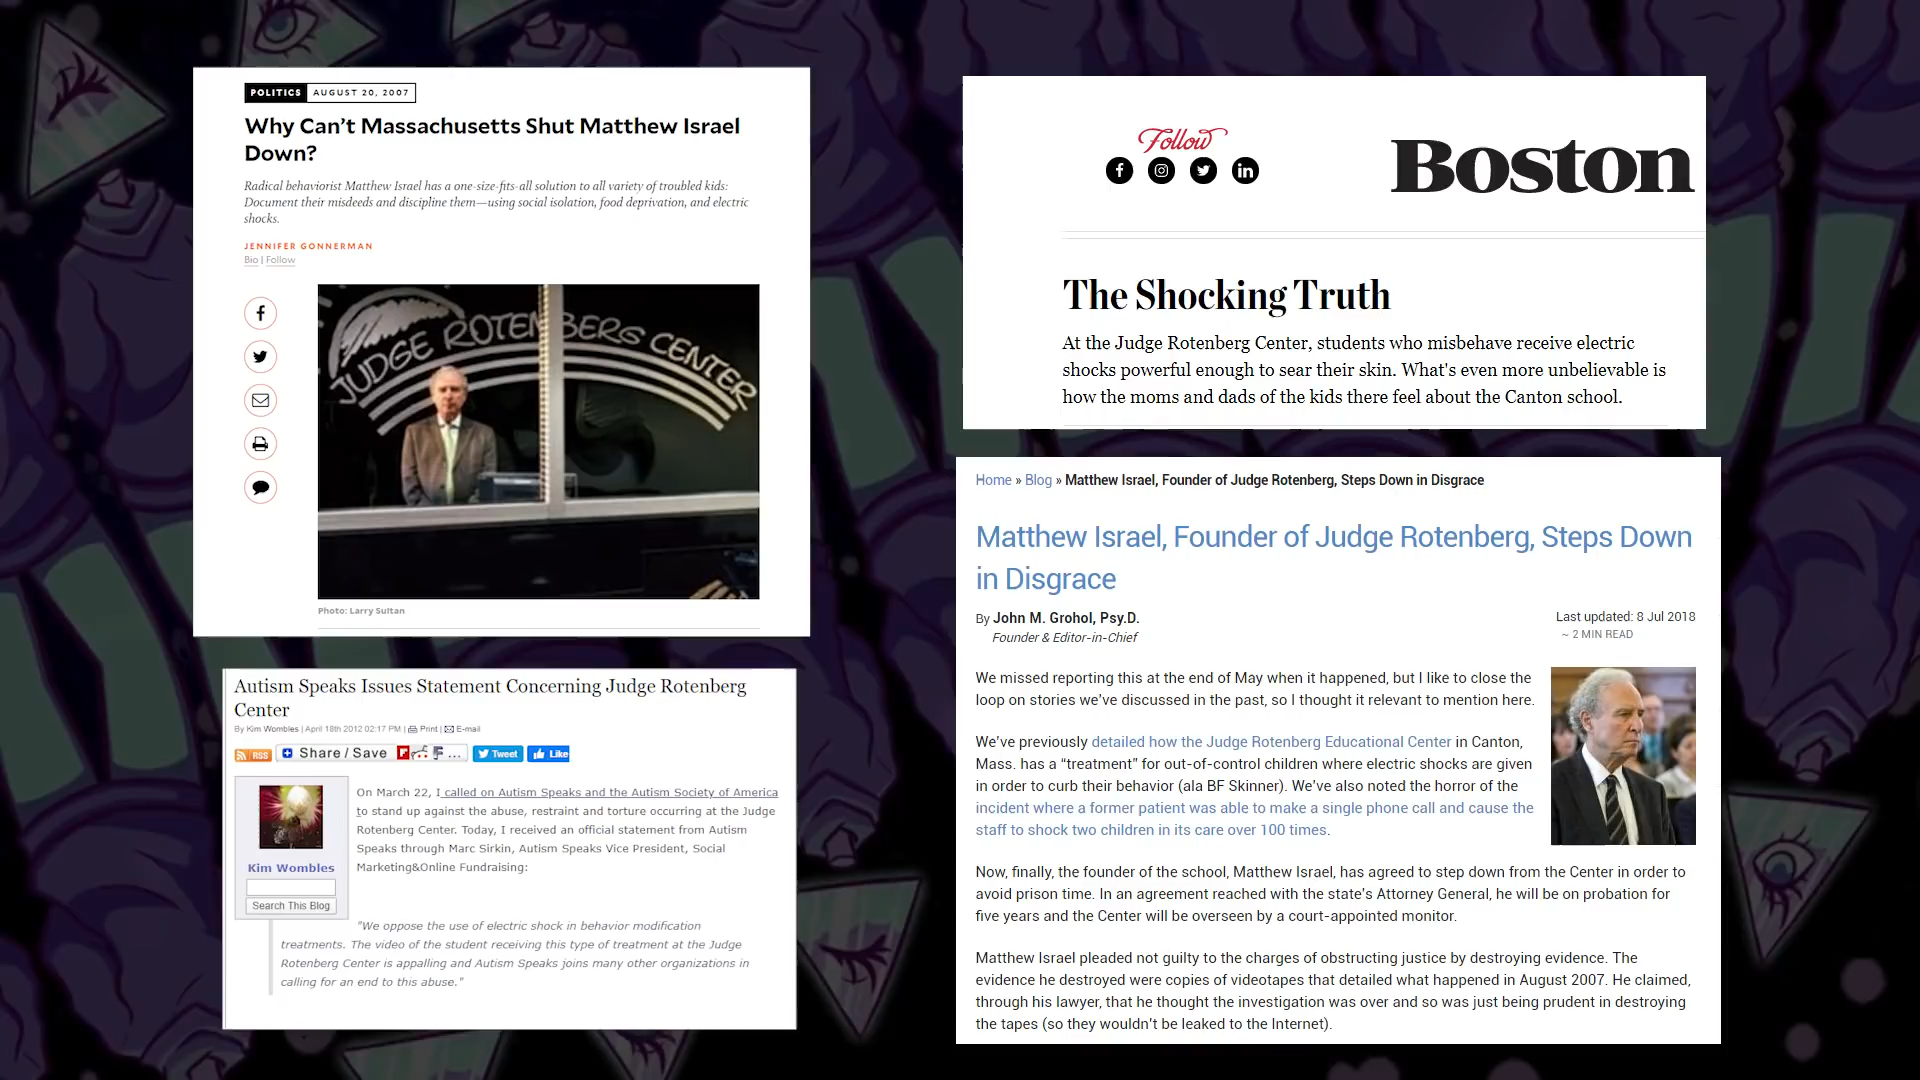 POLITICS AUGUST 20, 2007
Why Can't Massachusetts Shut Matthew Israel
Down?
Radical behaviorist Matthew Israel has a one-size-fits-all solution to all variety of troubled kids:
Document their misdeeds and discipline them—using social isolation, food deprivation, and electric
shocks.
JENNIFER GONNERMAN
Bio | Follow
JUDGE ROTENBERG CENTER
Photo: Larry Sultan
Follow
Boston
The Shocking Truth
At the Judge Rotenberg Center, students who misbehave receive electric
shocks powerful enough to sear their skin. What's even more unbelievable is
how the moms and dads of the kids there feel about the Canton school.
Autism Speaks Issues Statement Concerning Judge Rotenberg
Center
By Kim Wombles | April 18th 2012 02:17 PM | Print | E-mail
RSS Share / Save ... Tweet Like
Kim Wombles
Search This Blog
On March 22, I called on Autism Speaks and the Autism Society of America
to stand up against the abuse, restraint and torture occurring at the Judge
Rotenberg Center. Today, I received an official statement from Autism
Speaks through Marc Sirkin, Autism Speaks Vice President, Social
Marketing&Online Fundraising:
"We oppose the use of electric shock in behavior modification
treatments. The video of the student receiving this type of treatment at the Judge
Rotenberg Center is appalling and Autism Speaks joins many other organizations in
calling for an end to this abuse."
Home » Blog » Matthew Israel, Founder of Judge Rotenberg, Steps Down in Disgrace
Matthew Israel, Founder of Judge Rotenberg, Steps Down
in Disgrace
By John M. Grohol, Psy.D.
Founder & Editor-in-Chief
Last updated: 8 Jul 2018
~ 2 MIN READ
We missed reporting this at the end of May when it happened, but I like to close the
loop on stories we've discussed in the past, so I thought it relevant to mention here.
We've previously detailed how the Judge Rotenberg Educational Center in Canton,
Mass. has a “treatment” for out-of-control children where electric shocks are given
in order to curb their behavior (ala BF Skinner). We've also noted the horror of the
incident where a former patient was able to make a single phone call and cause the
staff to shock two children in its care over 100 times.
Now, finally, the founder of the school, Matthew Israel, has agreed to step down from the Center in order to
avoid prison time. In an agreement reached with the state's Attorney General, he will be on probation for
five years and the Center will be overseen by a court-appointed monitor.
Matthew Israel pleaded not guilty to the charges of obstructing justice by destroying evidence. The
evidence he destroyed were copies of videotapes that detailed what happened in August 2007. He claimed,
through his lawyer, that he thought the investigation was over and so was just being prudent in destroying
the tapes (so they wouldn't be leaked to the Internet).